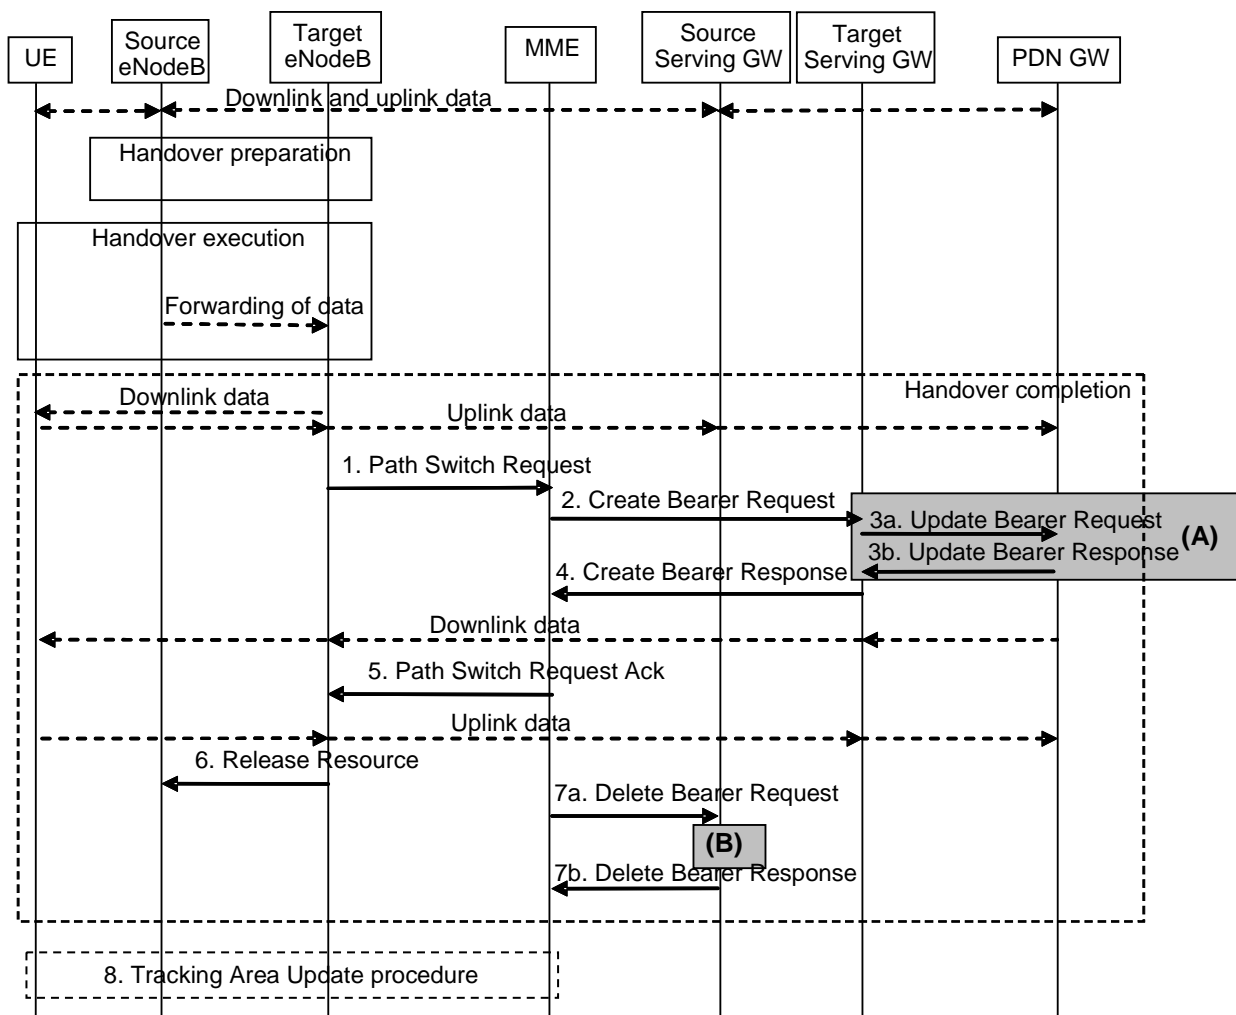 UE
Source
eNodeB
Target
eNodeB
MME
Source
Serving GW
Target
Serving GW
PDN GW
Downlink and uplink data
Handover preparation
Handover execution
Forwarding of data
Handover completion
Downlink data
Uplink data
1. Path Switch Request
2. Create Bearer Request
3a. Update Bearer Request
(A)
3b. Update Bearer Response
4. Create Bearer Response
Downlink data
5. Path Switch Request Ack
Uplink data
6. Release Resource
7a. Delete Bearer Request
(B)
7b. Delete Bearer Response
8. Tracking Area Update procedure